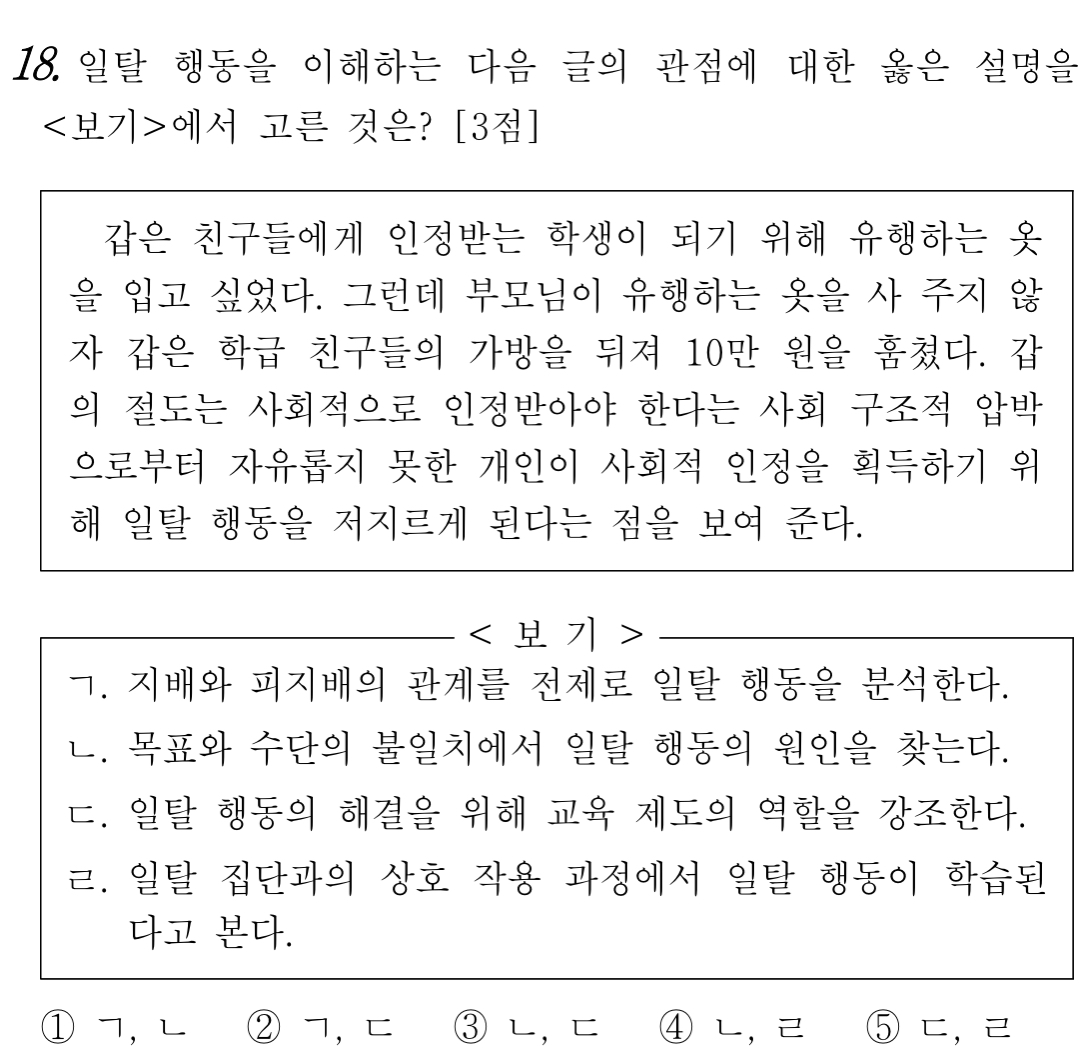 18. 일탈 행동을 이해하는 다음 글의 관점에 대한 옳은 설명을
<보기>에서 고른 것은? [3점]
갑은 친구들에게 인정받는 학생이 되기 위해 유행하는 옷
을 입고 싶었다. 그런데 부모님이 유행하는 옷을 사 주지 않
자 갑은 학급 친구들의 가방을 뒤져 10만 원을 훔쳤다. 갑
의 절도는 사회적으로 인정받아야 한다는 사회 구조적 압박
으로부터 자유롭지 못한 개인이 사회적 인정을 획득하기 위
해 일탈 행동을 저지르게 된다는 점을 보여 준다.
< 보 기 >
ㄱ. 지배와 피지배의 관계를 전제로 일탈 행동을 분석한다.
ㄴ. 목표와 수단의 불일치에서 일탈 행동의 원인을 찾는다.
ㄷ. 일탈 행동의 해결을 위해 교육 제도의 역할을 강조한다.
ㄹ. 일탈 집단과의 상호 작용 과정에서 일탈 행동이 학습된
다고 본다.
① ㄱ, ㄴ ② ㄱ, ㄷ ③ ㄴ, ㄷ ④ ㄴ, ㄹ ⑤ ㄷ, ㄹ